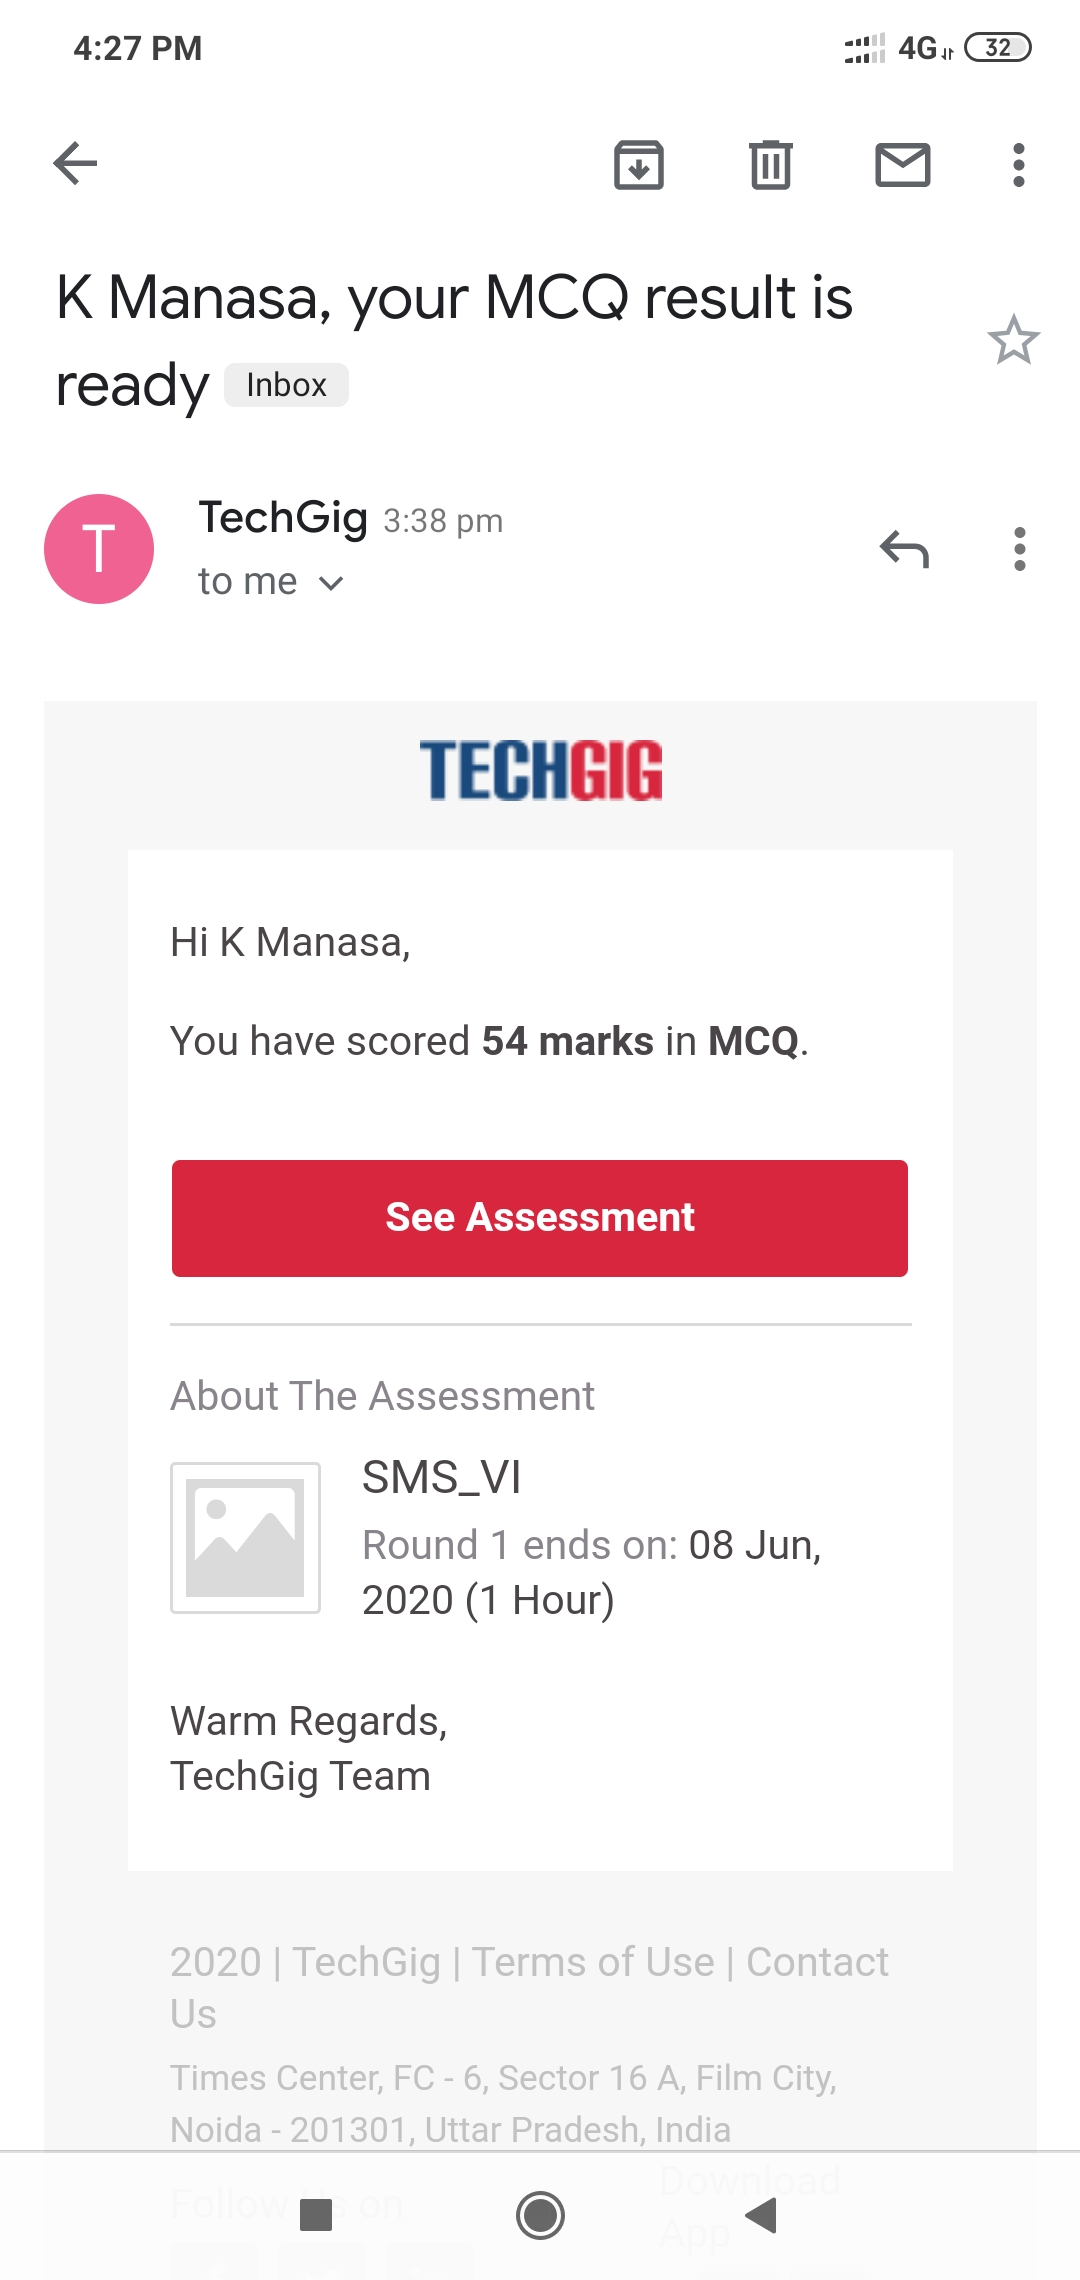 4:27 PM
4G
32
K Manasa, your MCQ result is
ready Inbox
T
TechGig 3:38 pm
to me
TECHGIG
Hi K Manasa,
You have scored 54 marks in MCQ.
See Assessment
About The Assessment
SMS_VI
Round 1 ends on: 08 Jun,
2020 (1 Hour)
Warm Regards,
TechGig Team
2020 | TechGig | Terms of Use | Contact
Us
Times Center, FC - 6, Sector 16 A, Film City,
Noida - 201301, Uttar Pradesh, India
Follow on
Download
App